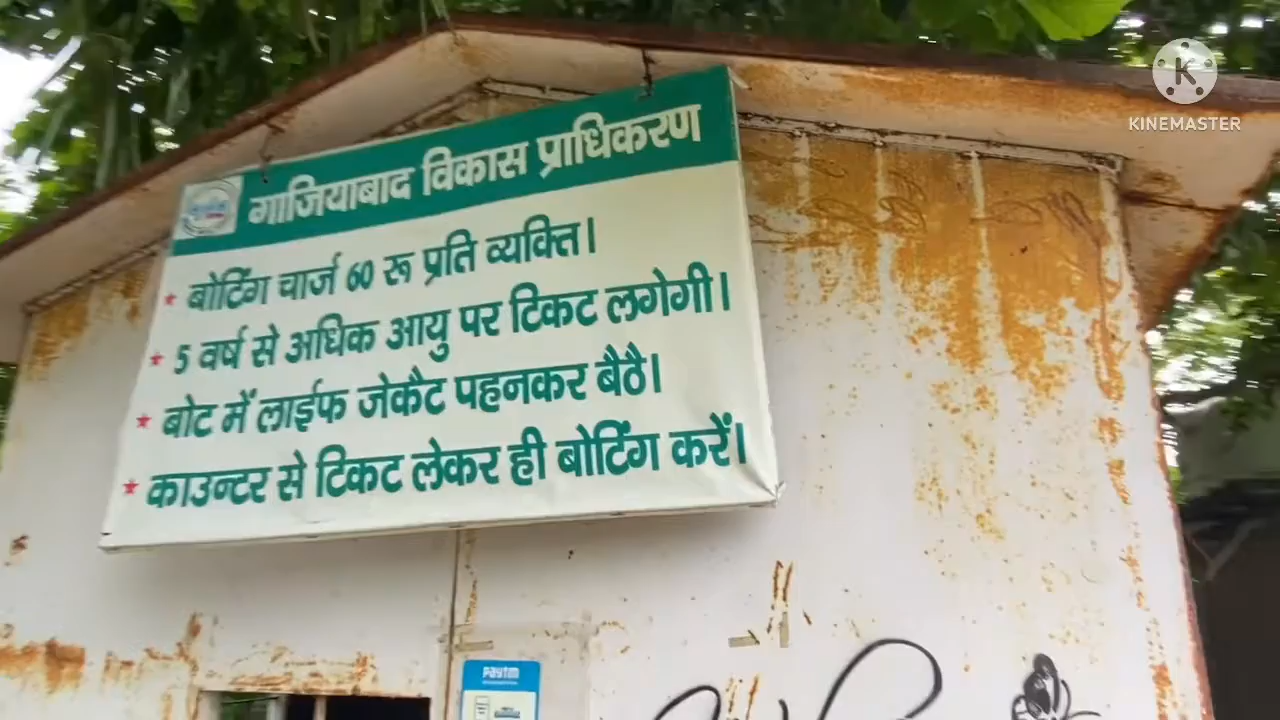 गाजियाबाद विकास प्राधिकरण
★ बोटिंग चार्ज 60 रू प्रति व्यक्ति।
★ 5 वर्ष से अधिक आयु पर टिकट लगेगी।
★ बोट में लाईफ जेकैट पहनकर बैठै।
★ काउन्टर से टिकट लेकर ही बोटिंग करें।
K
KINEMASTER
paytm